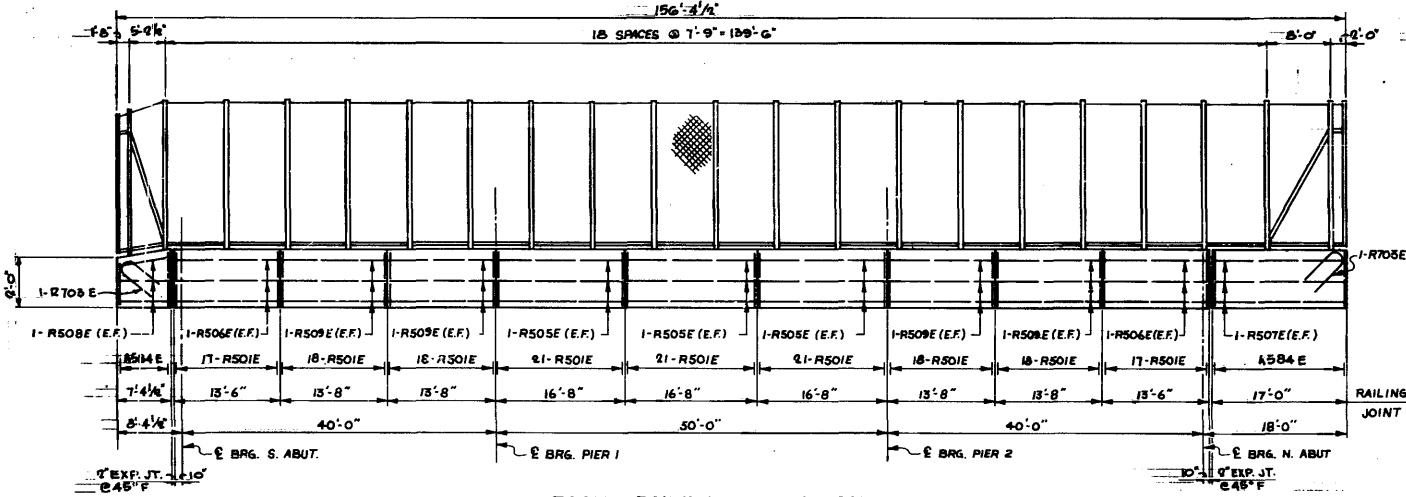 156'-4 1/2"
1'-8" 5'-2 1/2" 18 SPACES @ 7'-9" = 139'-6" 8'-0" 2'-0"
2'-0"
1-R703E
1-R703E
1-R508E (E.F.) 1-R506E (E.F.) 1-R509E (E.F.) 1-R509E (E.F.) 1-R505E (E.F.) 1-R505E (E.F.) 1-R505E (E.F.) 1-R509E (E.F.) 1-R509E (E.F.) 1-R506E (E.F.) 1-R507E (E.F.)
17-R501E 18-R501E 18-R501E 21-R501E 21-R501E 21-R501E 18-R501E 18-R501E 17-R501E
7'-4 1/2" 13'-6" 13'-8" 13'-8" 16'-8" 16'-8" 16'-8" 13'-8" 13'-8" 13'-6" 17'-0" RAILING
JOINT
8'-4 1/2" 40'-0" 50'-0" 40'-0" 18'-0"
℄ BRG. S. ABUT. ℄ BRG. PIER 1 ℄ BRG. PIER 2 ℄ BRG. N. ABUT
2" EXP. JT. 10" 10" 2" EXP. JT.
@ 45° F @ 45° F